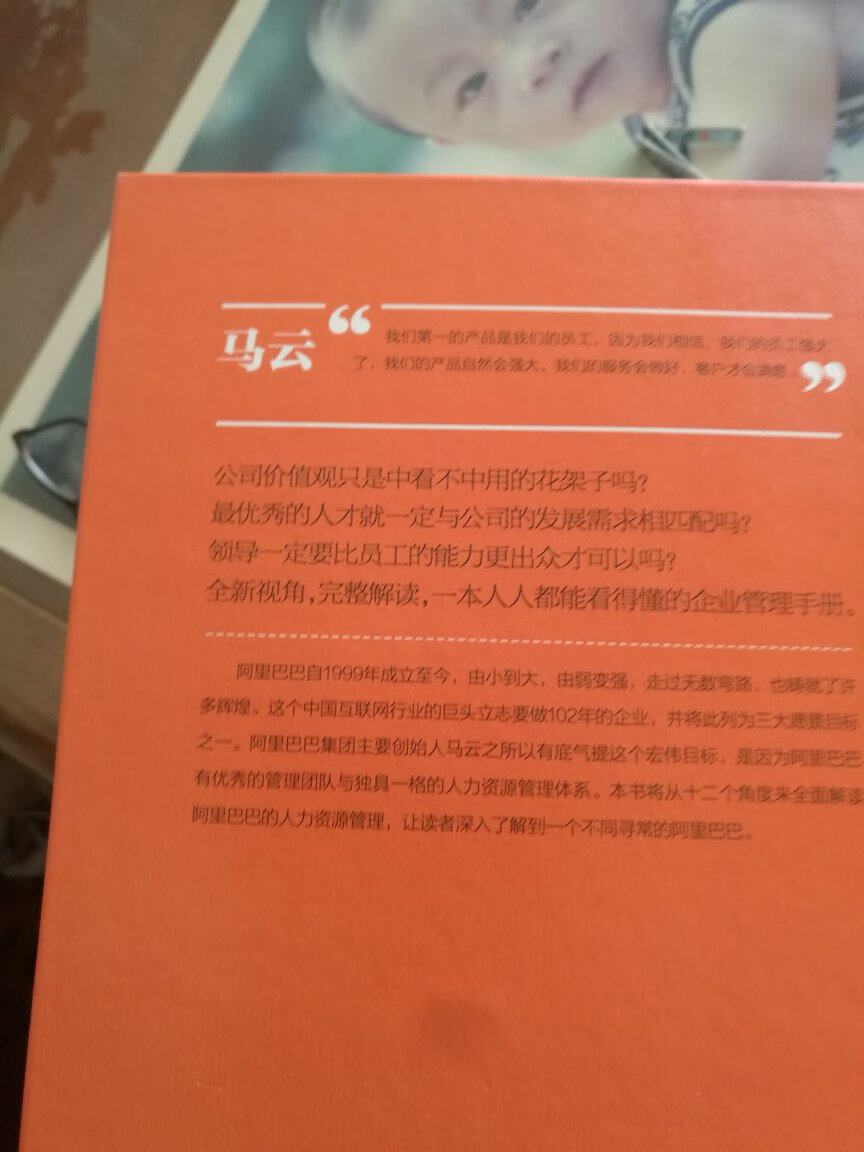 马云
“我们第一的产品是我们的员工，因为我们相信，我们的员工强大
了，我们的产品自然会强大，我们的服务会做好，客户才会满意。”
公司价值观只是中看不中用的花架子吗？
最优秀的人才就一定与公司的发展需求相匹配吗？
领导一定要比员工的能力更出众才可以吗？
全新视角，完整解读，一本人人都能看得懂的企业管理手册。
阿里巴巴自1999年成立至今，由小到大，由弱变强，走过无数弯路，也铸就了许
多辉煌。这个中国互联网行业的巨头立志要做102年的企业，并将此列为三大愿景目标
之一。阿里巴巴集团主要创始人马云之所以有底气提这个宏伟目标，是因为阿里巴巴
有优秀的管理团队与独具一格的人力资源管理体系。本书将从十二个角度来全面解读
阿里巴巴的人力资源管理，让读者深入了解到一个不同寻常的阿里巴巴。